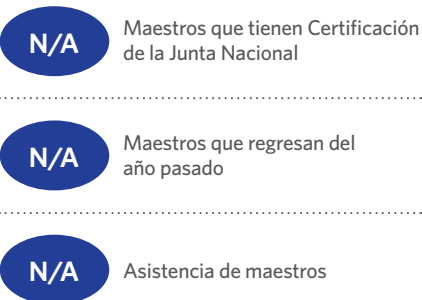 N/A
Maestros que tienen Certificación
de la Junta Nacional
N/A
Maestros que regresan del
año pasado
N/A
Asistencia de maestros